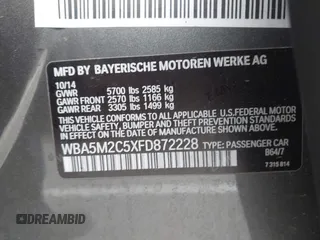 MFD. BY BAYERISCHE MOTOREN WERKE AG
10/14
GVWR 5700 lbs 2585 kg
GAWR FRONT 2570 lbs 1166 kg
GAWR REAR 3305 lbs 1499 kg
THIS VEHICLE CONFORMS TO ALL APPLICABLE U.S. FEDERAL MOTOR
VEHICLE SAFETY, BUMPER, AND THEFT PREVENTION STANDARDS IN
EFFECT ON THE DATE OF MANUFACTURE SHOWN ABOVE.
WBA5M2C5XFD872228 TYPE: PASSENGER CAR
B64/7
7 315 814
DREAMBID